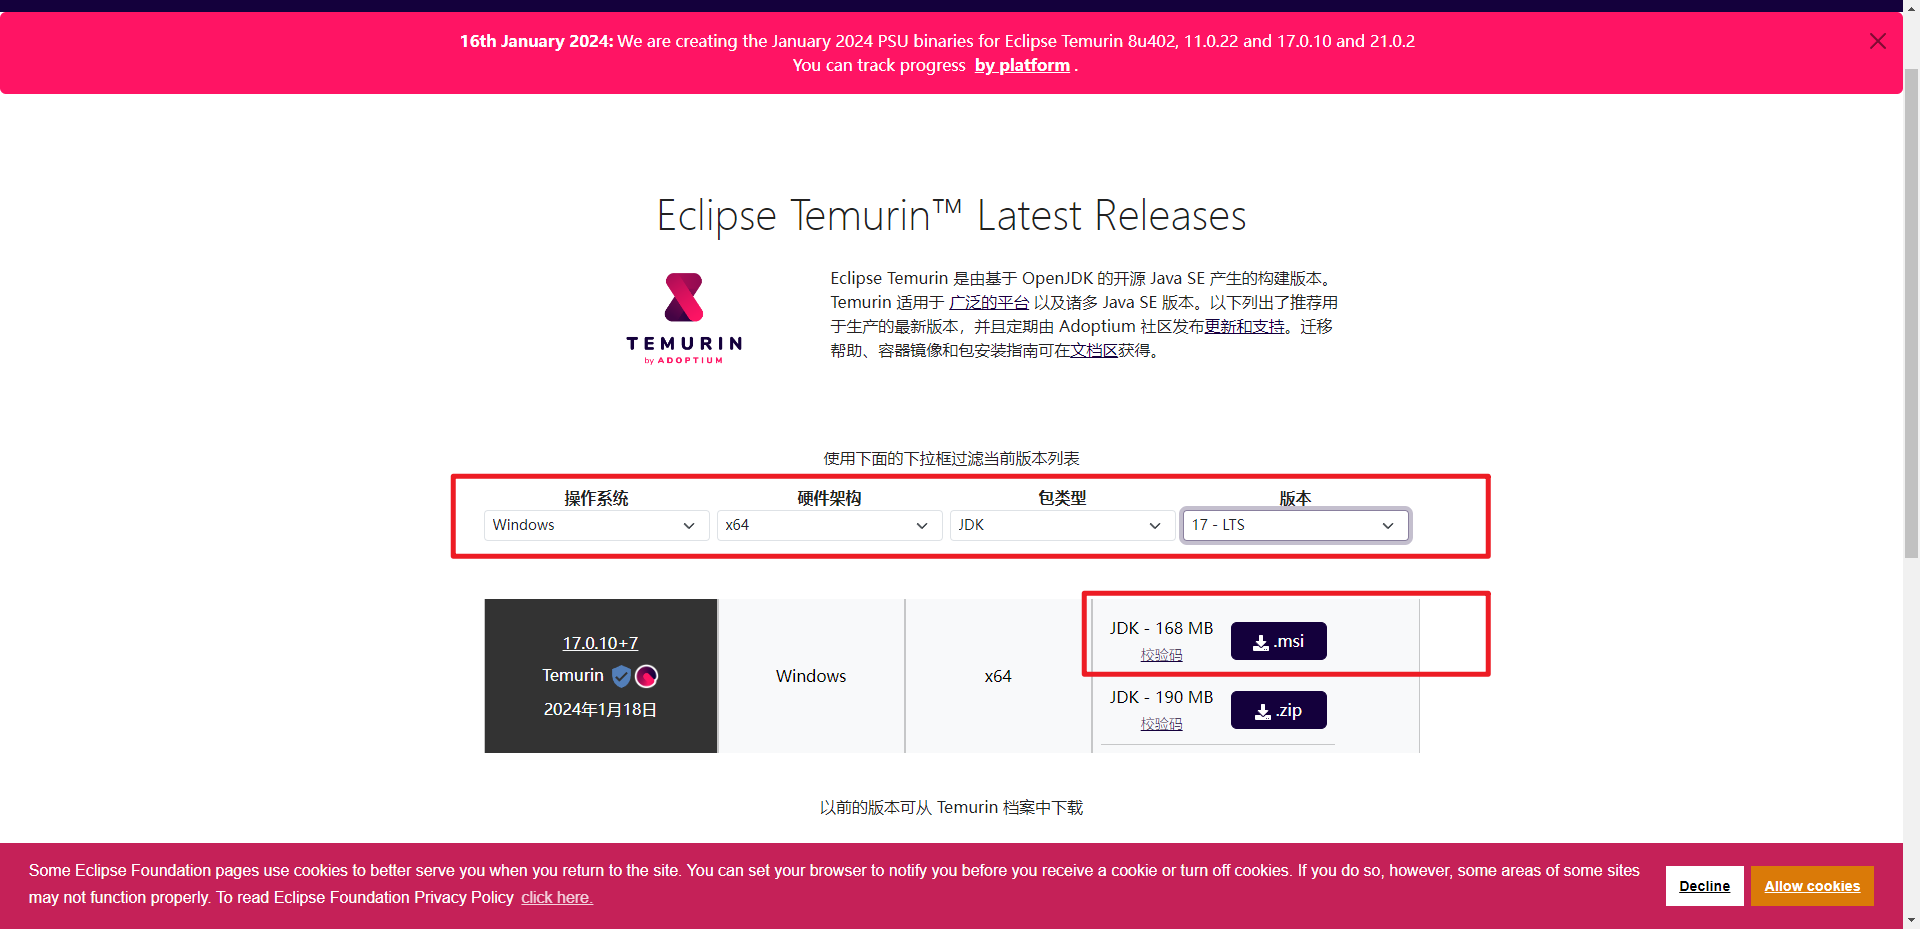 16th January 2024: We are creating the January 2024 PSU binaries for Eclipse Temurin 8u402, 11.0.22 and 17.0.10 and 21.0.2
You can track progress by platform .
Eclipse Temurin™ Latest Releases
TEMURIN
by ADOPTIUM
Eclipse Temurin 是由基于 OpenJDK 的开源 Java SE 产生的构建版本。
Temurin 适用于 广泛的平台 以及诸多 Java SE 版本。以下列出了推荐用
于生产的最新版本，并且定期由 Adoptium 社区发布更新和支持。迁移
帮助、容器镜像和包安装指南可在文档区获得。
使用下面的下拉框过滤当前版本列表
操作系统 硬件架构 包类型 版本
Windows x64 JDK 17 - LTS
17.0.10+7
Temurin
2024年1月18日
Windows
x64
JDK - 168 MB
校验码
.msi
JDK - 190 MB
校验码
.zip
以前的版本可从 Temurin 档案中下载
Some Eclipse Foundation pages use cookies to better serve you when you return to the site. You can set your browser to notify you before you receive a cookie or turn off cookies. If you do so, however, some areas of some sites
may not function properly. To read Eclipse Foundation Privacy Policy click here.
Decline
Allow cookies